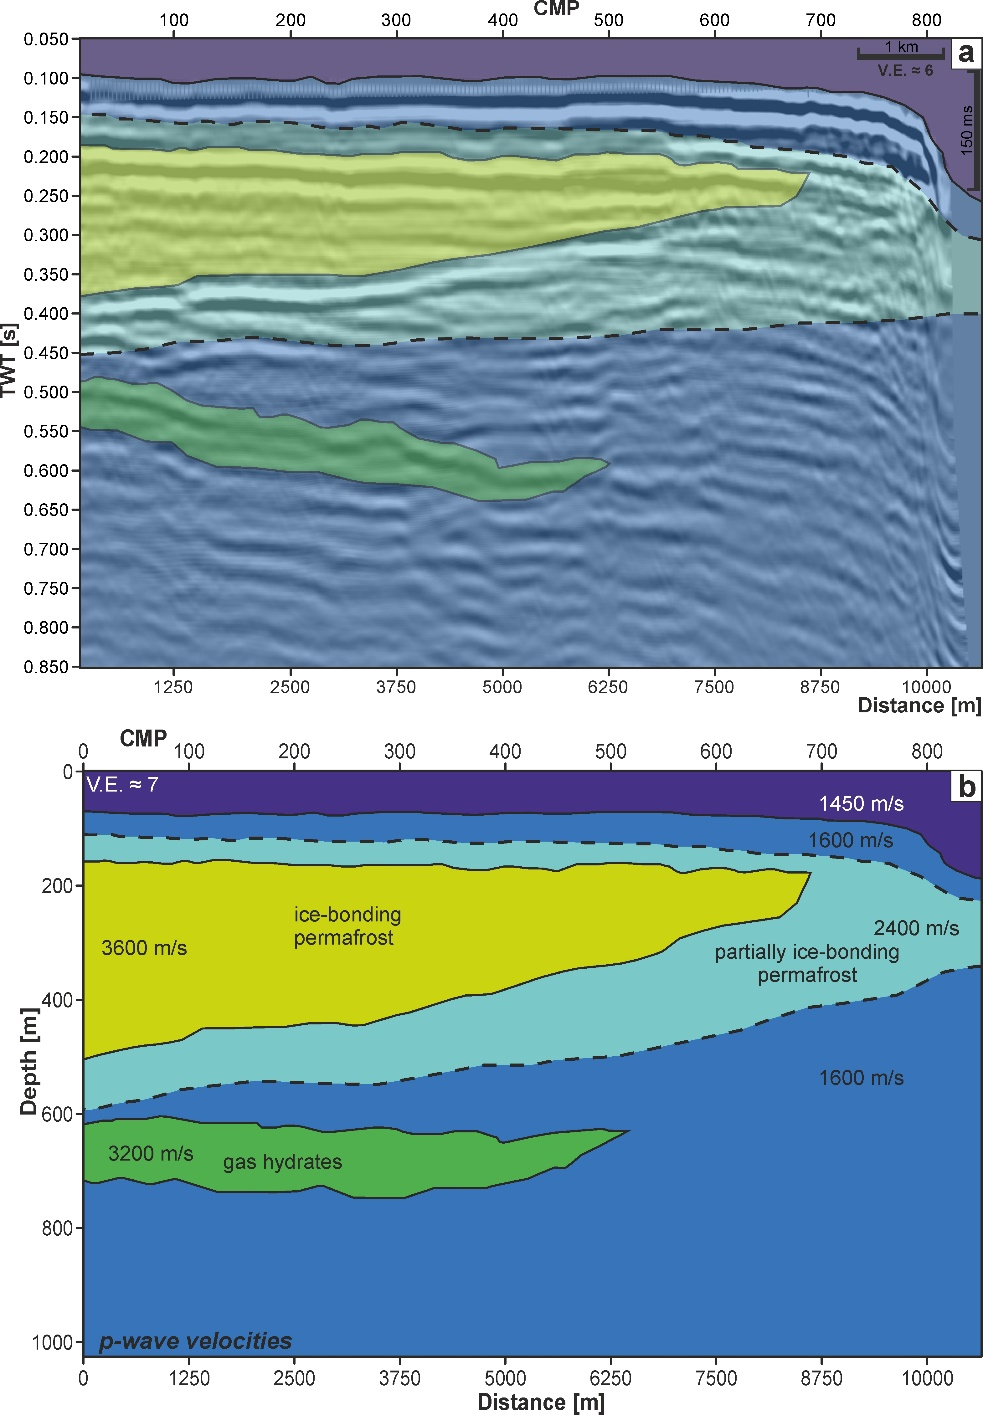 CMP
100 200 300 400 500 600 700 800
0.050
0.100
0.150
0.200
0.250
0.300
0.350
0.400
0.450
0.500
0.550
0.600
0.650
0.700
0.750
0.800
0.850
TWT [s]
1 km
V.E. ≈ 6
a
150 ms
1250 2500 3750 5000 6250 7500 8750 10000
Distance [m]
CMP
0 100 200 300 400 500 600 700 800
0
200
400
600
800
1000
Depth [m]
V.E. ≈ 7
b
1450 m/s
1600 m/s
ice-bonding
permafrost
3600 m/s
2400 m/s
partially ice-bonding
permafrost
1600 m/s
3200 m/s
gas hydrates
p-wave velocities
0 1250 2500 3750 5000 6250 7500 8750 10000
Distance [m]